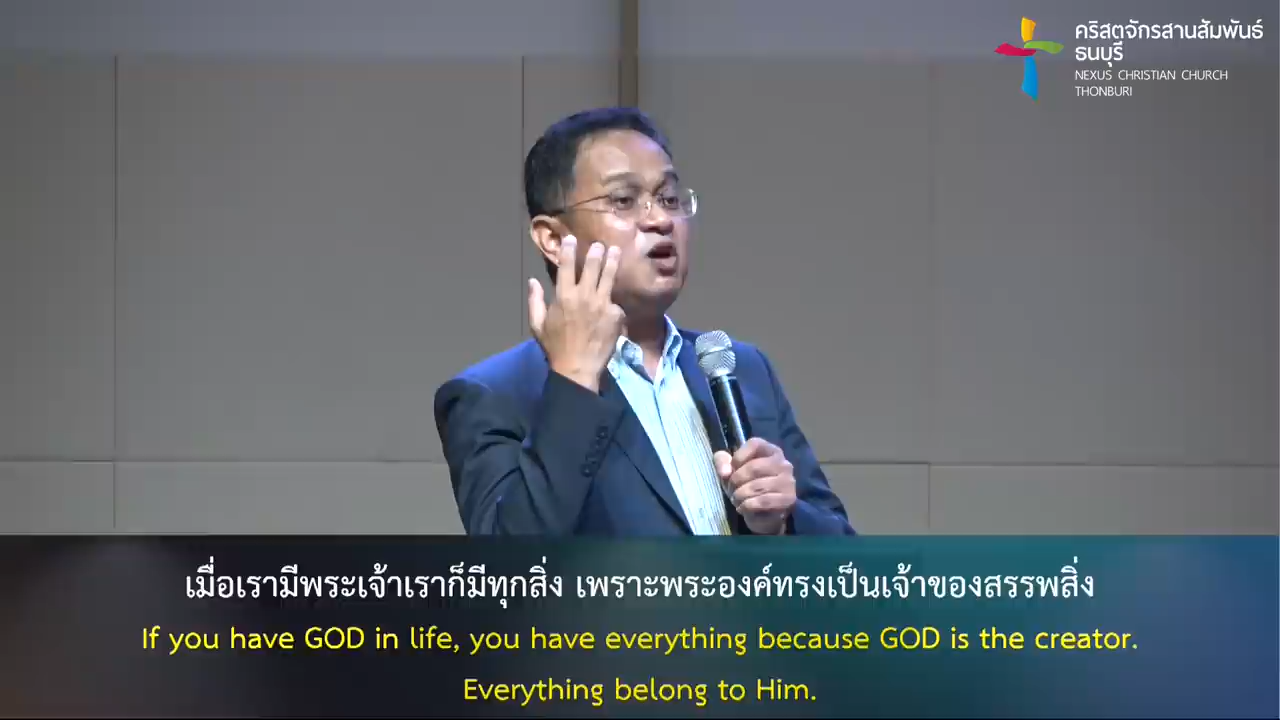 คริสตจักรสานสัมพันธ์
ธนบุรี
NEXUS CHRISTIAN CHURCH
THONBURI
เมื่อเรามีพระเจ้าเราก็มีทุกสิ่ง เพราะพระองค์ทรงเป็นเจ้าของสรรพสิ่ง
If you have GOD in life, you have everything because GOD is the creator.
Everything belong to Him.